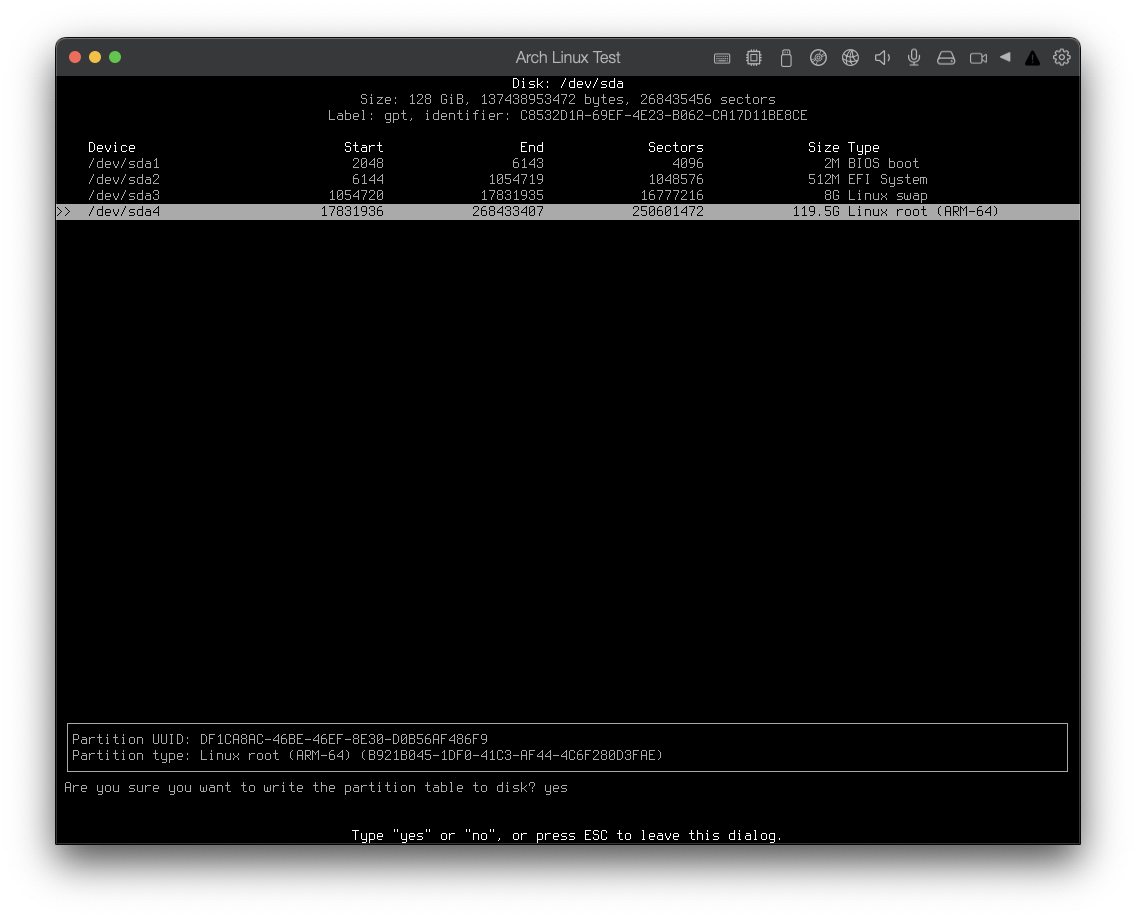 Arch Linux Test
Disk: /dev/sda
Size: 128 GiB, 137438953472 bytes, 268435456 sectors
Label: gpt, identifier: C8532D1A-69EF-4E23-B062-CA17D11BE8CE
Device Start End Sectors Size Type
/dev/sda1 2048 6143 4096 2M BIOS boot
/dev/sda2 6144 1054719 1048576 512M EFI System
/dev/sda3 1054720 17831935 16777216 8G Linux swap
>> /dev/sda4 17831936 268433407 250601472 119.5G Linux root (ARM-64)
Partition UUID: DF1CA8AC-46BE-46EF-8E30-D0B56AF486F9
Partition type: Linux root (ARM-64) (B921B045-1DF0-41C3-AF44-4C6F280D3FAE)
Are you sure you want to write the partition table to disk? yes
Type "yes" or "no", or press ESC to leave this dialog.